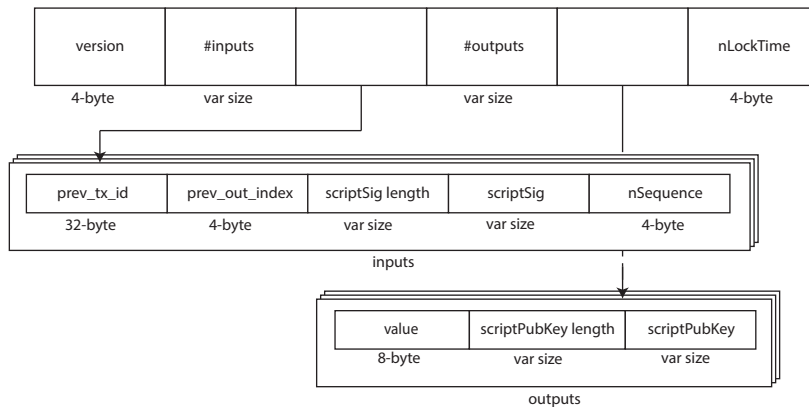 version #inputs #outputs nLockTime
4-byte var size var size 4-byte
prev_tx_id prev_out_index scriptSig length scriptSig nSequence
32-byte 4-byte var size var size 4-byte
inputs
value scriptPubKey length scriptPubKey
8-byte var size var size
outputs